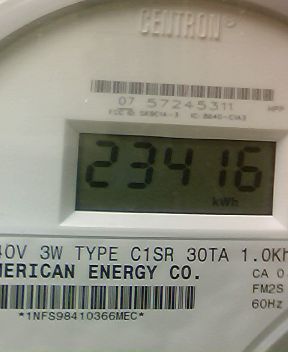 CENTRON
07 57245311
23416
kWh
40V 3W TYPE C1SR 30TA 1.0Kh
MERICAN ENERGY CO.
CA 0
FM2S
60Hz
*1NFS98410366MEC*